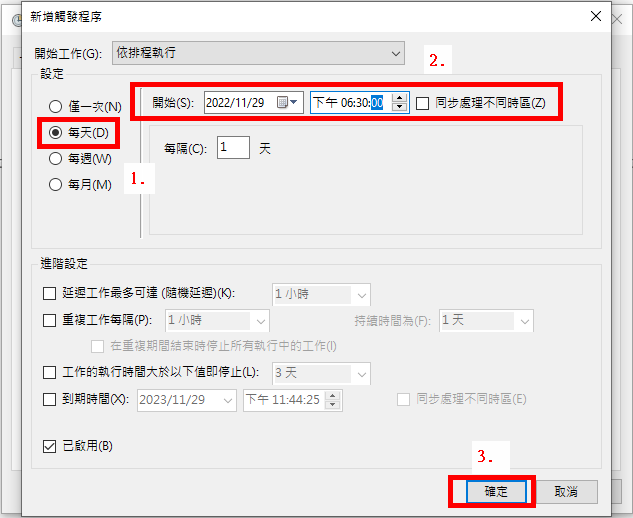 新增觸發程序
開始工作(G): 依排程執行
2.
設定
僅一次(N)
每天(D)
每週(W)
每月(M)
1.
開始(S): 2022/11/29 下午 06:30:00 同步處理不同時區(Z)
每隔(C): 1 天
進階設定
延遲工作最多可達 (隨機延遲)(K): 1 小時
重複工作每隔(P): 1 小時 持續時間為(F): 1 天
在重複期間結束時停止所有執行中的工作(I)
工作的執行時間大於以下值即停止(L): 3 天
到期時間(X): 2023/11/29 下午 11:44:25 同步處理不同時區(E)
已啟用(B)
3.
確定 取消